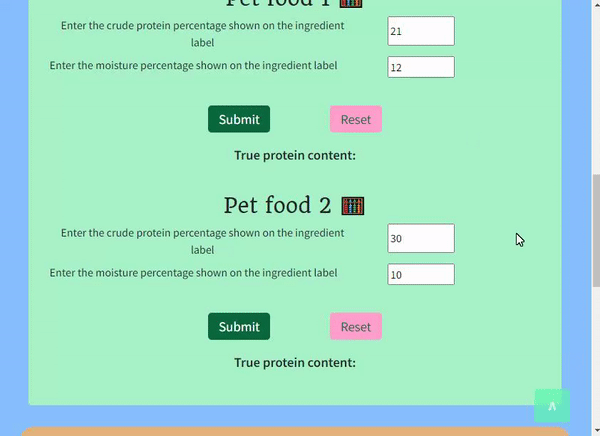 Pet food 1
Enter the crude protein percentage shown on the ingredient
label
21
Enter the moisture percentage shown on the ingredient label
12
Submit
Reset
True protein content:
Pet food 2
Enter the crude protein percentage shown on the ingredient
label
30
Enter the moisture percentage shown on the ingredient label
10
Submit
Reset
True protein content: